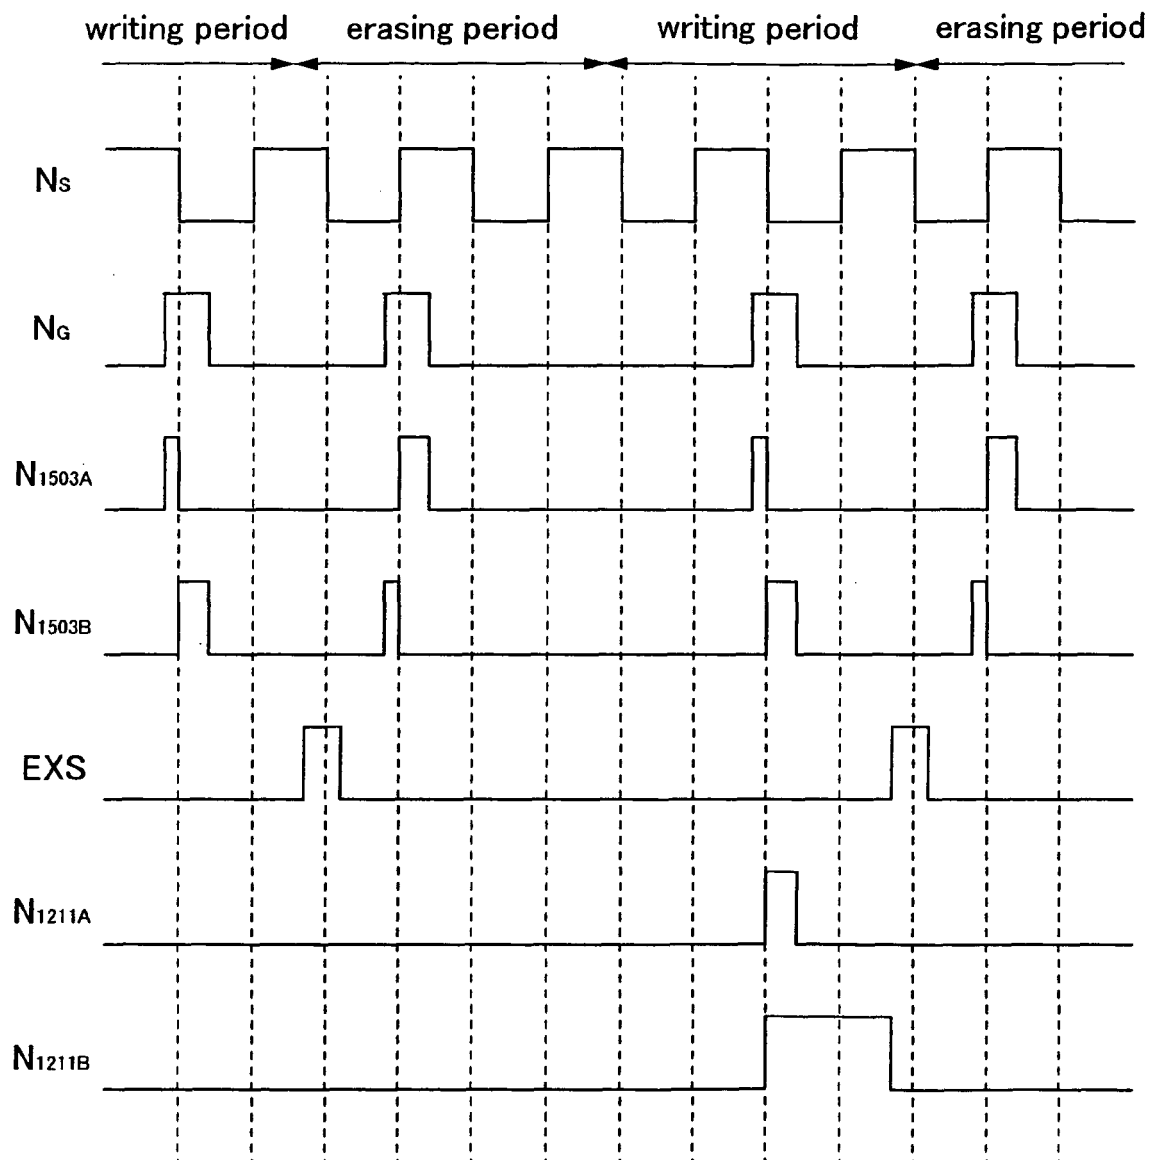 writing period erasing period writing period erasing period
NS
NG
N1503A
N1503B
EXS
N1211A
N1211B